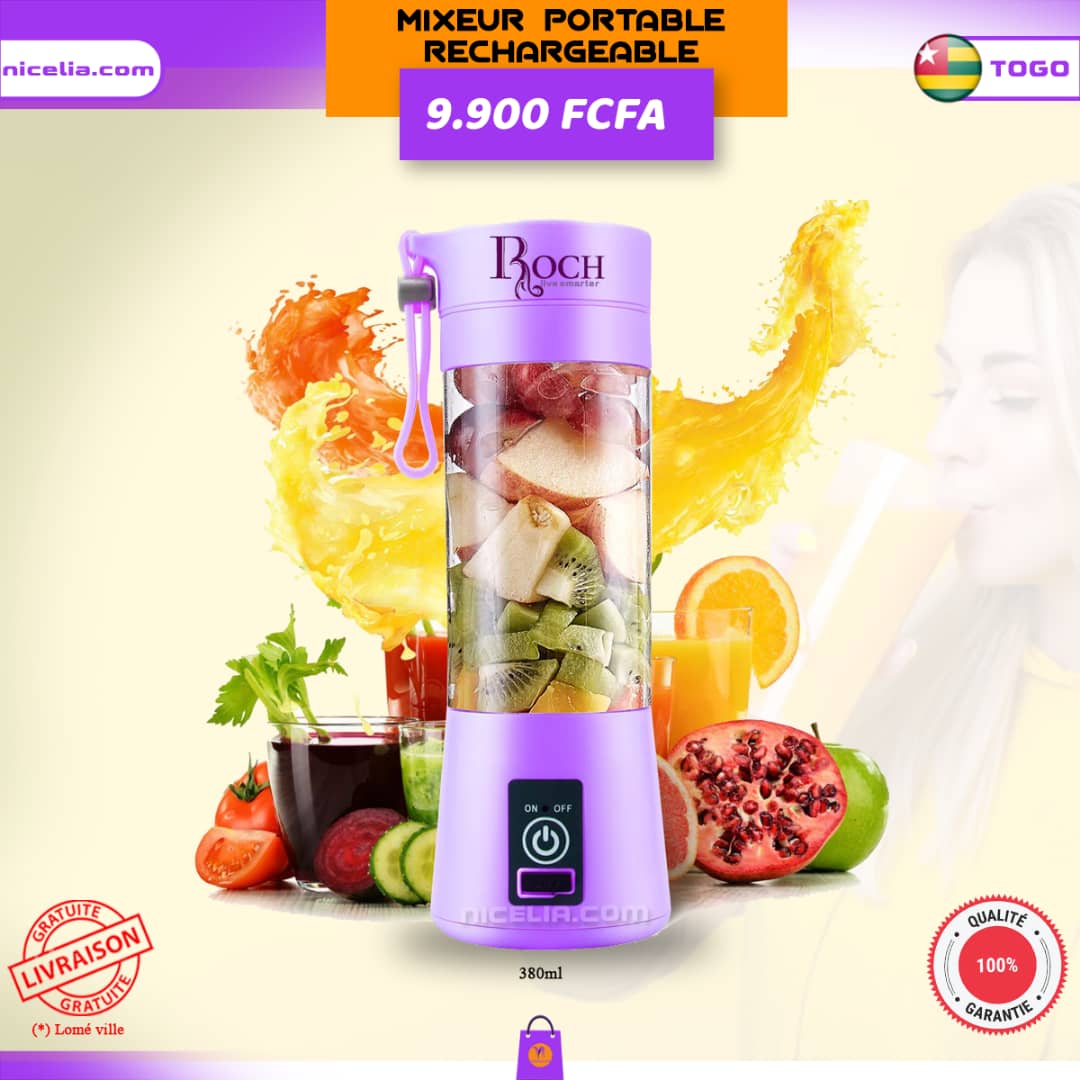 MIXEUR PORTABLE
RECHARGEABLE
nicelia.com
TOGO
9.900 FCFA
ROCH
live smarter
ON OFF
NICELIA.COM
380ml
GRATUITE
LIVRAISON
GRATUITE
(*) Lomé ville
QUALITÉ
100%
GARANTIE